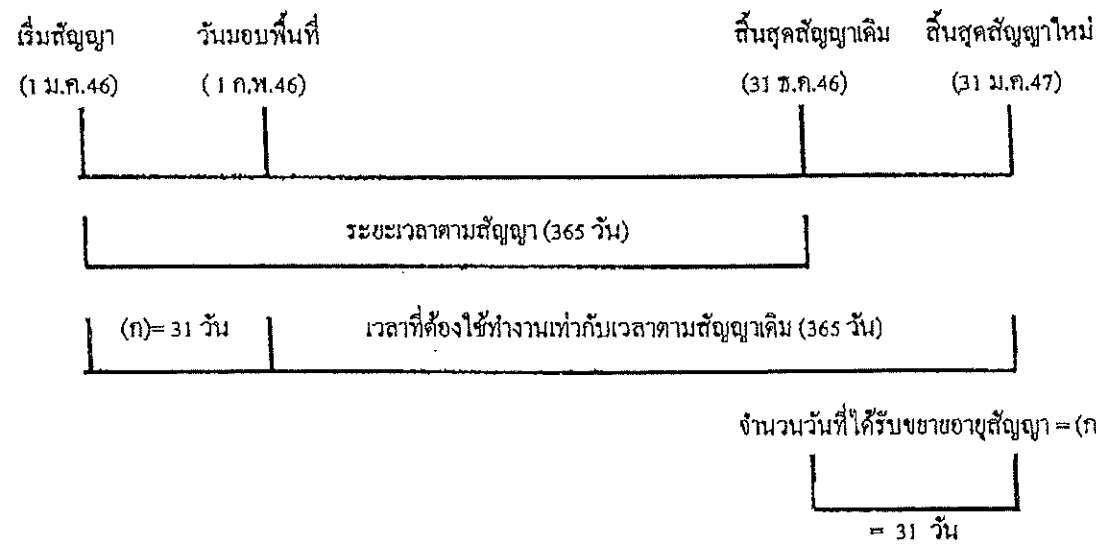 เริ่มสัญญา วันมอบพื้นที่ สิ้นสุดสัญญาเดิม สิ้นสุดสัญญาใหม่
(1 ม.ค.46) ( 1 ก.พ.46) (31 ธ.ค.46) (31 ม.ค.47)
ระยะเวลาตามสัญญา (365 วัน)
(ก)= 31 วัน เวลาที่ต้องใช้ทำงานเท่ากับเวลาตามสัญญาเดิม (365 วัน)
จำนวนวันที่ได้รับขยายอายุสัญญา = (ก
= 31 วัน